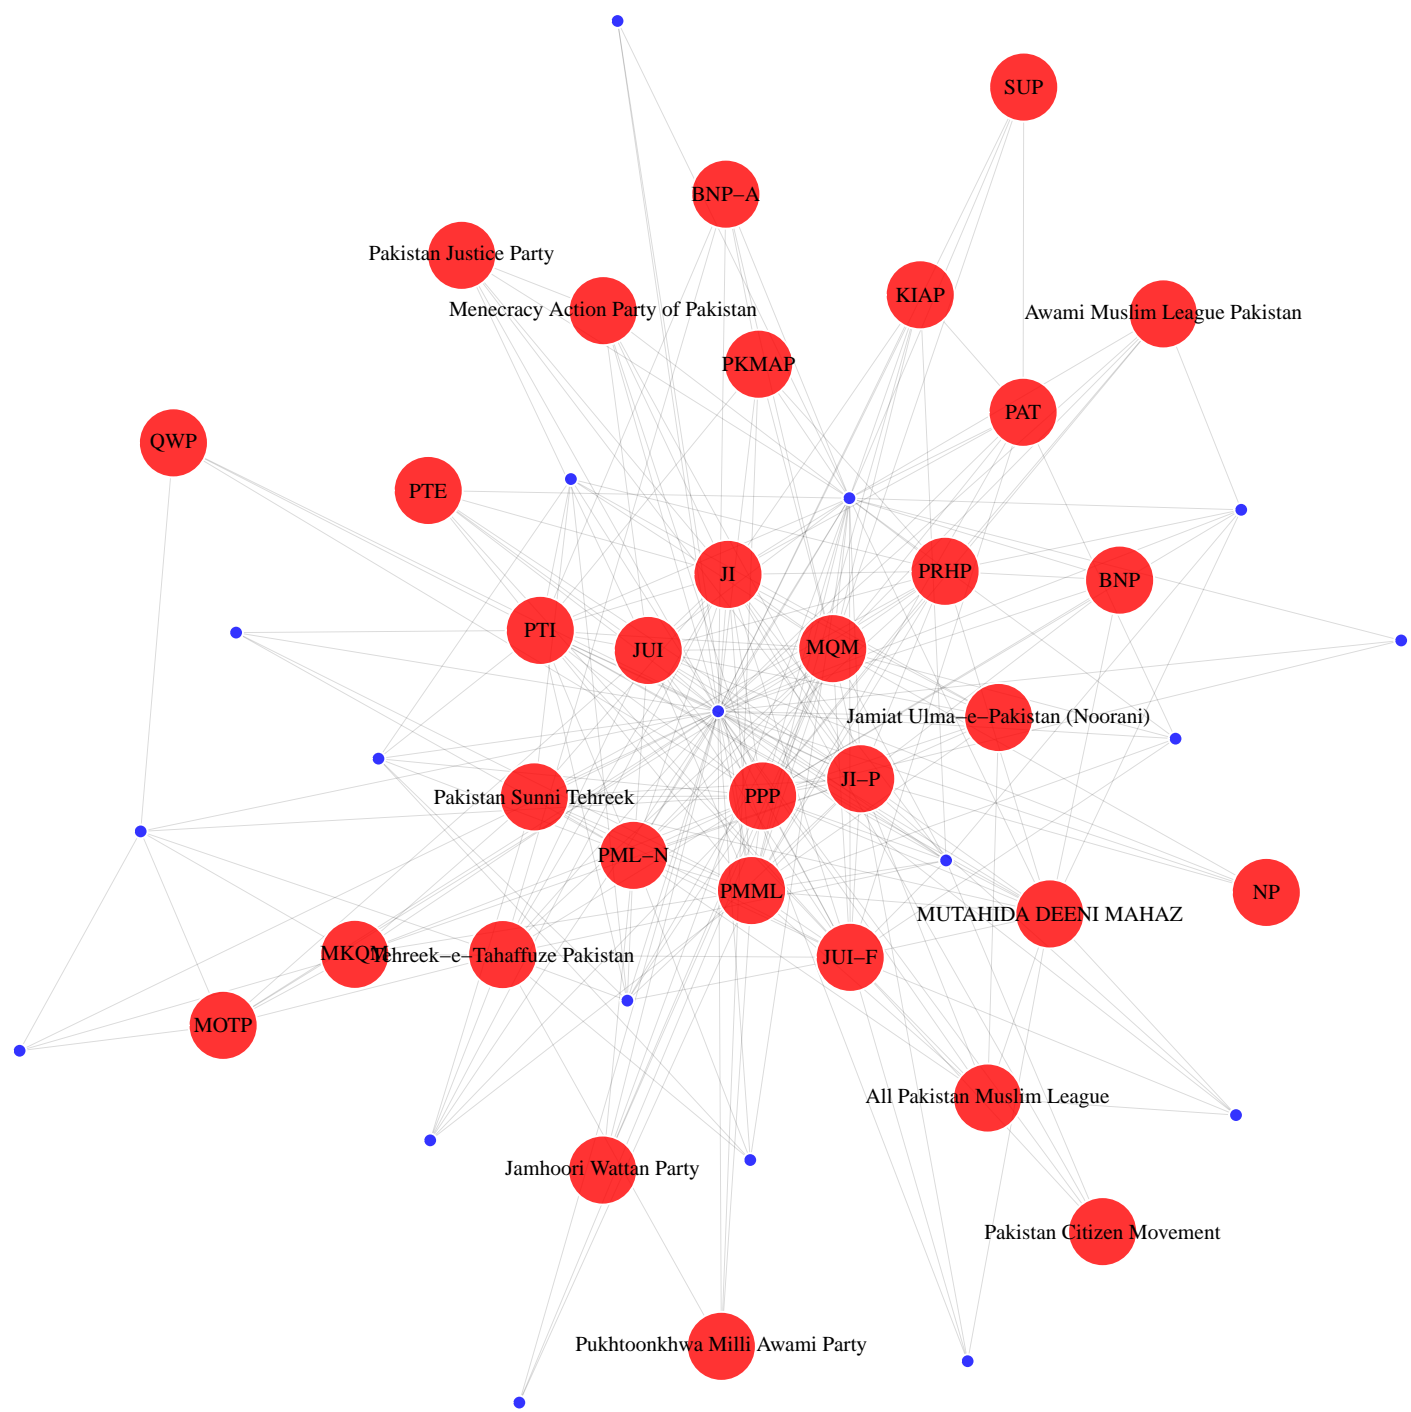 SUP
BNP−A
Pakistan Justice Party
KIAP
Menecracy Action Party of Pakistan
Awami Muslim League Pakistan
PKMAP
PAT
QWP
PTE
JI
PRHP
BNP
PTI
JUI
MQM
Jamiat Ulma−e−Pakistan (Noorani)
JI−P
Pakistan Sunni Tehreek
PPP
PML−N
PMML
NP
MUTAHIDA DEENI MAHAZ
MKQM
Tehreek−e−Tahaffuze Pakistan
JUI−F
MOTP
All Pakistan Muslim League
Jamhoori Wattan Party
Pakistan Citizen Movement
Pukhtoonkhwa Milli Awami Party